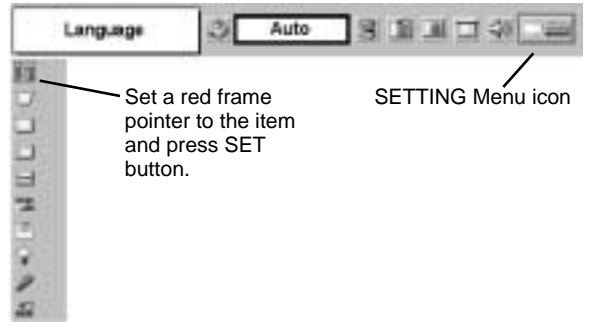 Language
Auto
Set a red frame
pointer to the item
and press SET
button.
SETTING Menu icon